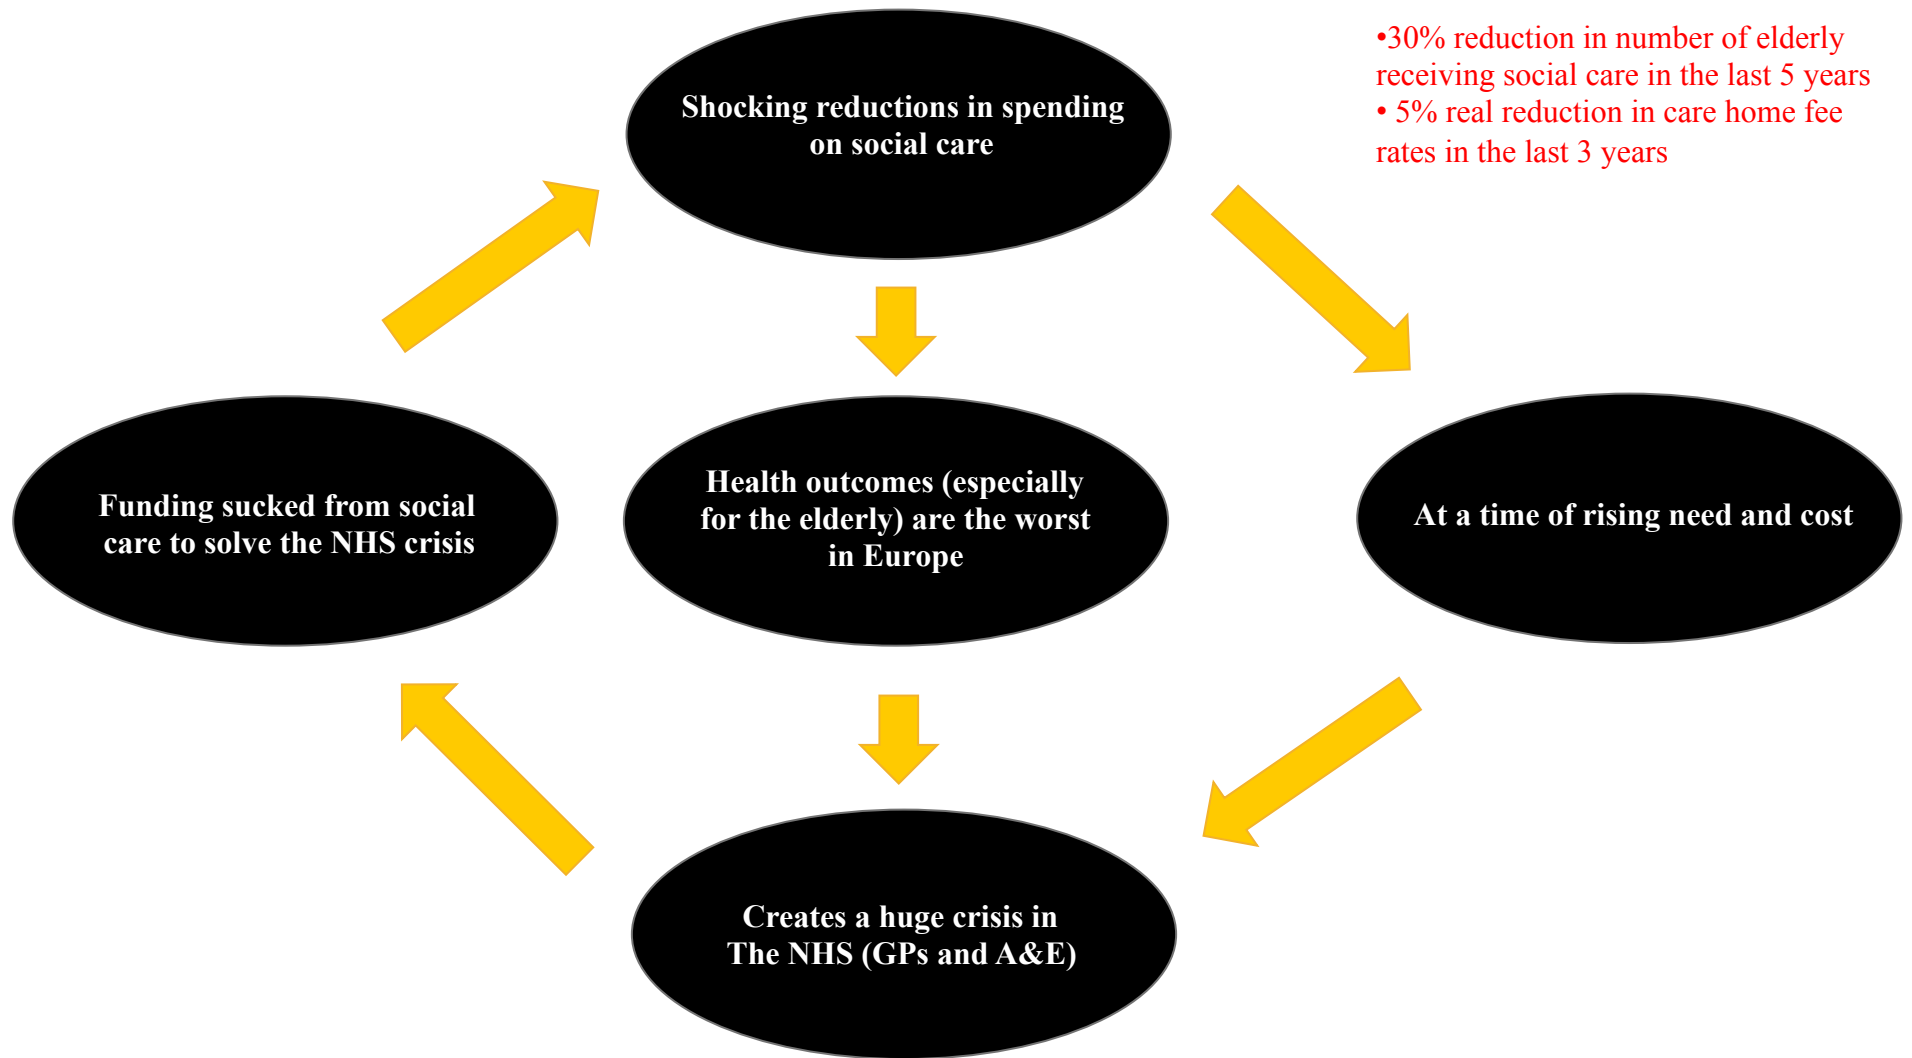 Shocking reductions in spending
on social care
•30% reduction in number of elderly
receiving social care in the last 5 years
• 5% real reduction in care home fee
rates in the last 3 years
Funding sucked from social
care to solve the NHS crisis
Health outcomes (especially
for the elderly) are the worst
in Europe
At a time of rising need and cost
Creates a huge crisis in
The NHS (GPs and A&E)